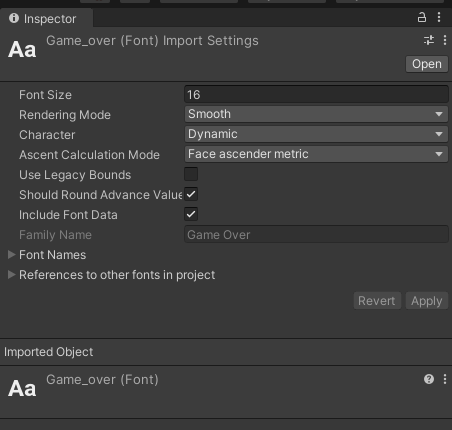 Inspector
Game_over (Font) Import Settings
Aa
Open
Font Size 16
Rendering Mode Smooth
Character Dynamic
Ascent Calculation Mode Face ascender metric
Use Legacy Bounds
Should Round Advance Value
Include Font Data
Family Name Game Over
Font Names
References to other fonts in project
Revert Apply
Imported Object
Game_over (Font)
Aa